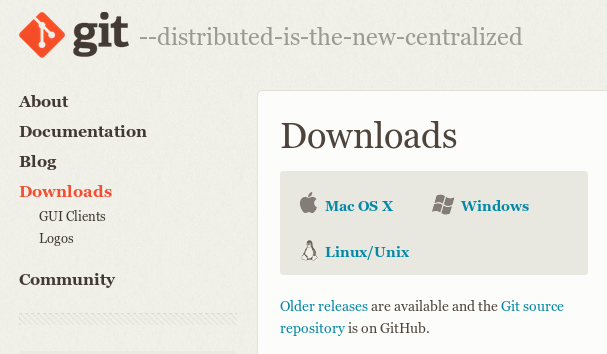 git --distributed-is-the-new-centralized
About
Documentation
Blog
Downloads
GUI Clients
Logos
Community
Downloads
Mac OS X
Windows
Linux/Unix
Older releases are available and the Git source
repository is on GitHub.